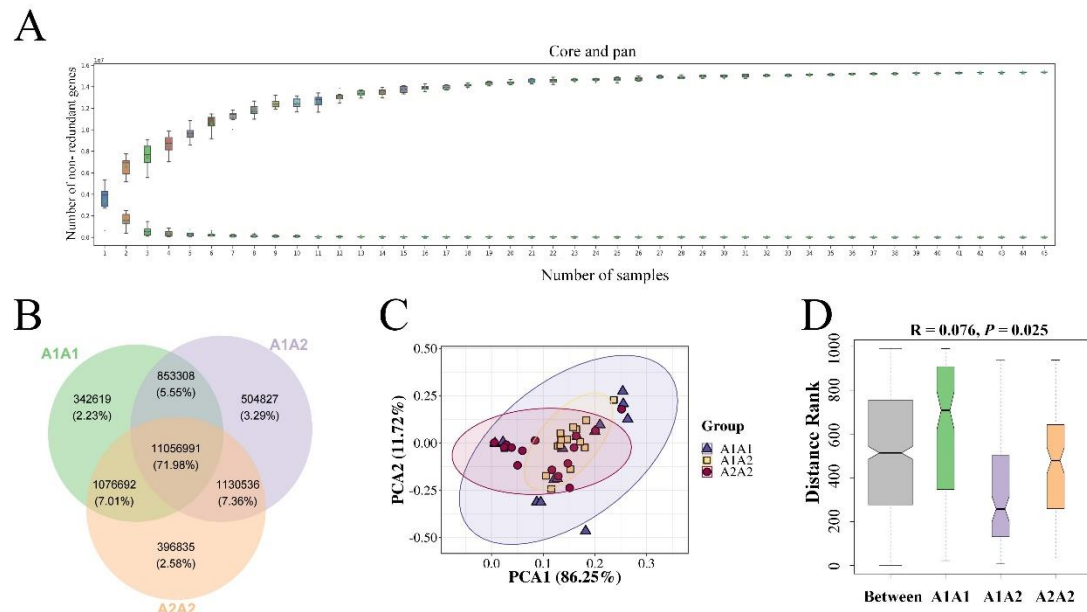 A
Core and pan
1e7
Number of non- redundant genes
1.6
1.4
1.2
1.0
0.8
0.6
0.4
0.2
0.0
1 2 3 4 5 6 7 8 9 10 11 12 13 14 15 16 17 18 19 20 21 22 23 24 25 26 27 28 29 30 31 32 33 34 35 36 37 38 39 40 41 42 43 44 45
Number of samples
B
A1A1
A1A2
342619
(2.23%)
853308
(5.55%)
504827
(3.29%)
11056991
(71.98%)
1076692
(7.01%)
1130536
(7.36%)
396835
(2.58%)
A2A2
C
PCA2 (11.72%)
0.50
0.25
0.00
-0.25
-0.50
0.0 0.1 0.2 0.3
PCA1 (86.25%)
Group
A1A1
A1A2
A2A2
D
R = 0.076, P = 0.025
Distance Rank
1000
800
600
400
200
0
Between A1A1 A1A2 A2A2